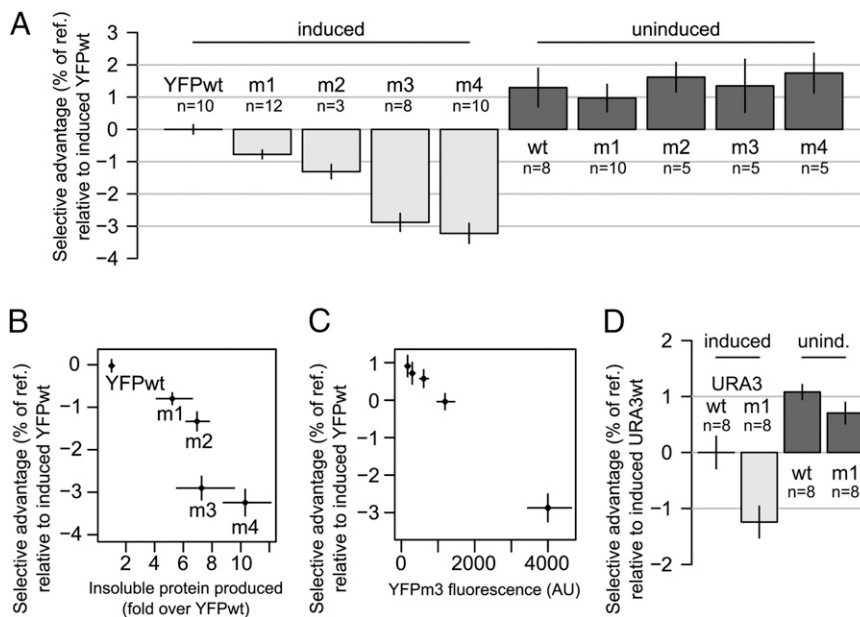 A
induced
uninduced
Selective advantage (% of ref.)
relative to induced YFPwt
3
2
1
0
−1
−2
−3
−4
YFPwt m1 m2 m3 m4
n=10 n=12 n=3 n=8 n=10
wt m1 m2 m3 m4
n=8 n=10 n=5 n=5 n=5
B
Selective advantage (% of ref.)
relative to induced YFPwt
0
−1
−2
−3
−4
YFPwt
m1
m2
m3
m4
2 4 6 8 10
Insoluble protein produced
(fold over YFPwt)
C
Selective advantage (% of ref.)
relative to induced YFPwt
1
0
−1
−2
−3
0 2000 4000
YFPm3 fluorescence (AU)
D
Selective advantage (% of ref.)
relative to induced URA3wt
2
1
0
−1
−2
induced unind.
URA3
wt m1
n=8 n=8
wt m1
n=8 n=8